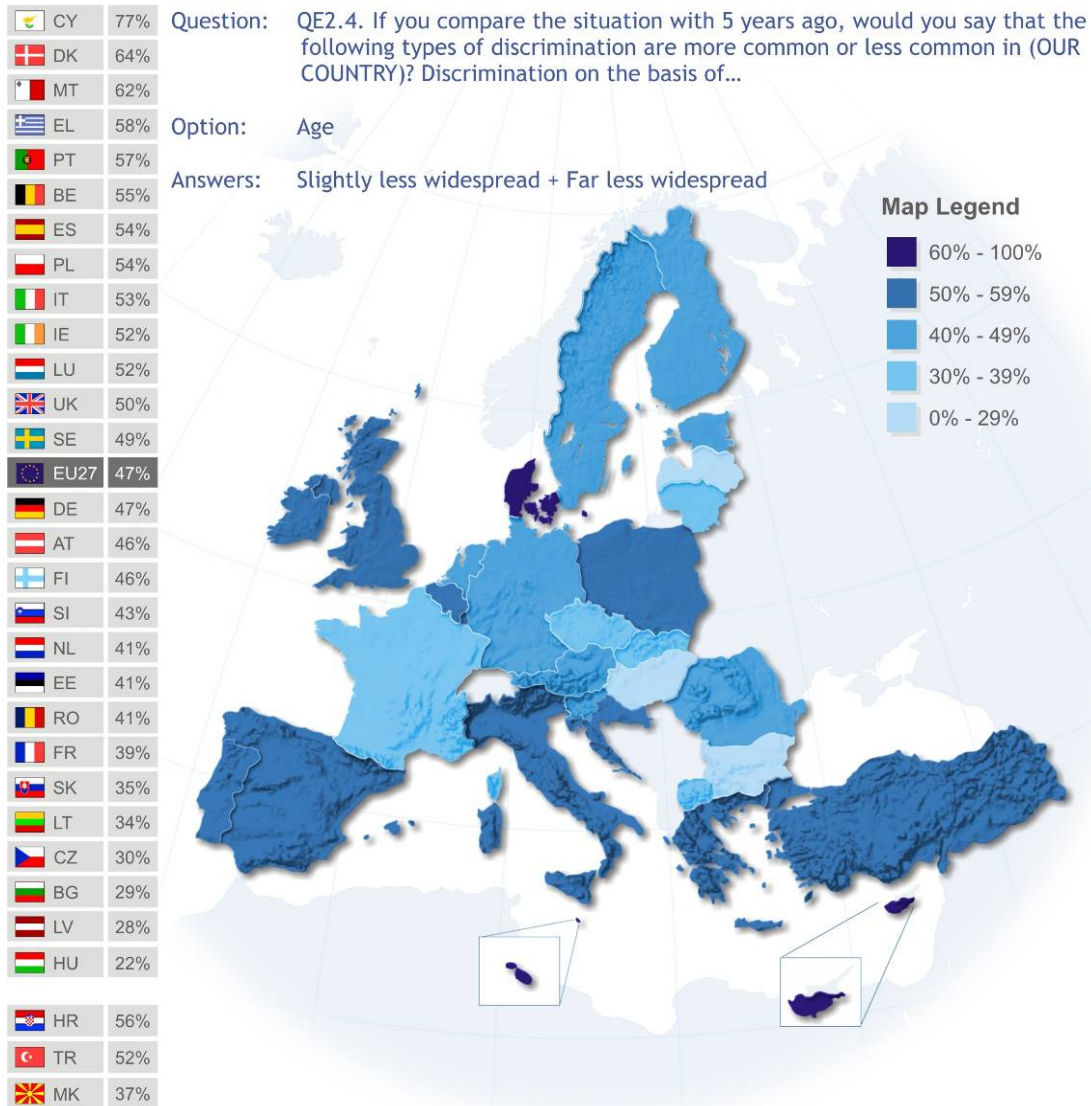 CY 77%
DK 64%
MT 62%
EL 58%
PT 57%
BE 55%
ES 54%
PL 54%
IT 53%
IE 52%
LU 52%
UK 50%
SE 49%
EU27 47%
DE 47%
AT 46%
FI 46%
SI 43%
NL 41%
EE 41%
RO 41%
FR 39%
SK 35%
LT 34%
CZ 30%
BG 29%
LV 28%
HU 22%
HR 56%
TR 52%
MK 37%
Question: QE2.4. If you compare the situation with 5 years ago, would you say that the
following types of discrimination are more common or less common in (OUR
COUNTRY)? Discrimination on the basis of…
Option: Age
Answers: Slightly less widespread + Far less widespread
Map Legend
60% - 100%
50% - 59%
40% - 49%
30% - 39%
0% - 29%